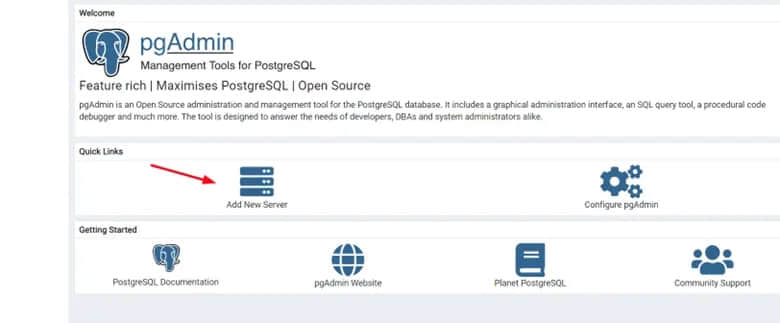 Welcome
pgAdmin
Management Tools for PostgreSQL
Feature rich | Maximises PostgreSQL | Open Source
pgAdmin is an Open Source administration and management tool for the PostgreSQL database. It includes a graphical administration interface, an SQL query tool, a procedural code
debugger and much more. The tool is designed to answer the needs of developers, DBAs and system administrators alike.
Quick Links
Add New Server
Configure pgAdmin
Getting Started
PostgreSQL Documentation
pgAdmin Website
Planet PostgreSQL
Community Support